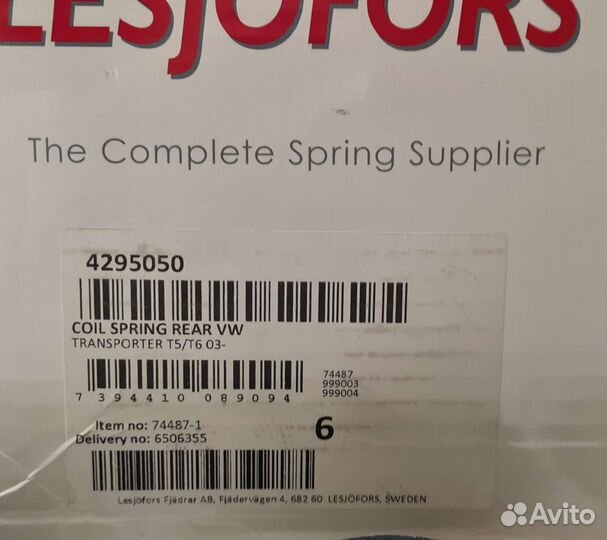 LESJÖFORS
The Complete Spring Supplier
4295050
COIL SPRING REAR VW
TRANSPORTER T5/T6 03-
74487
999003
999004
7 394410 089094
Item no: 74487-1
Delivery no: 6506355
6
Lesjöfors Fjädrar AB, Fjädervägen 4, 682 60 LESJÖFORS, SWEDEN
Avito